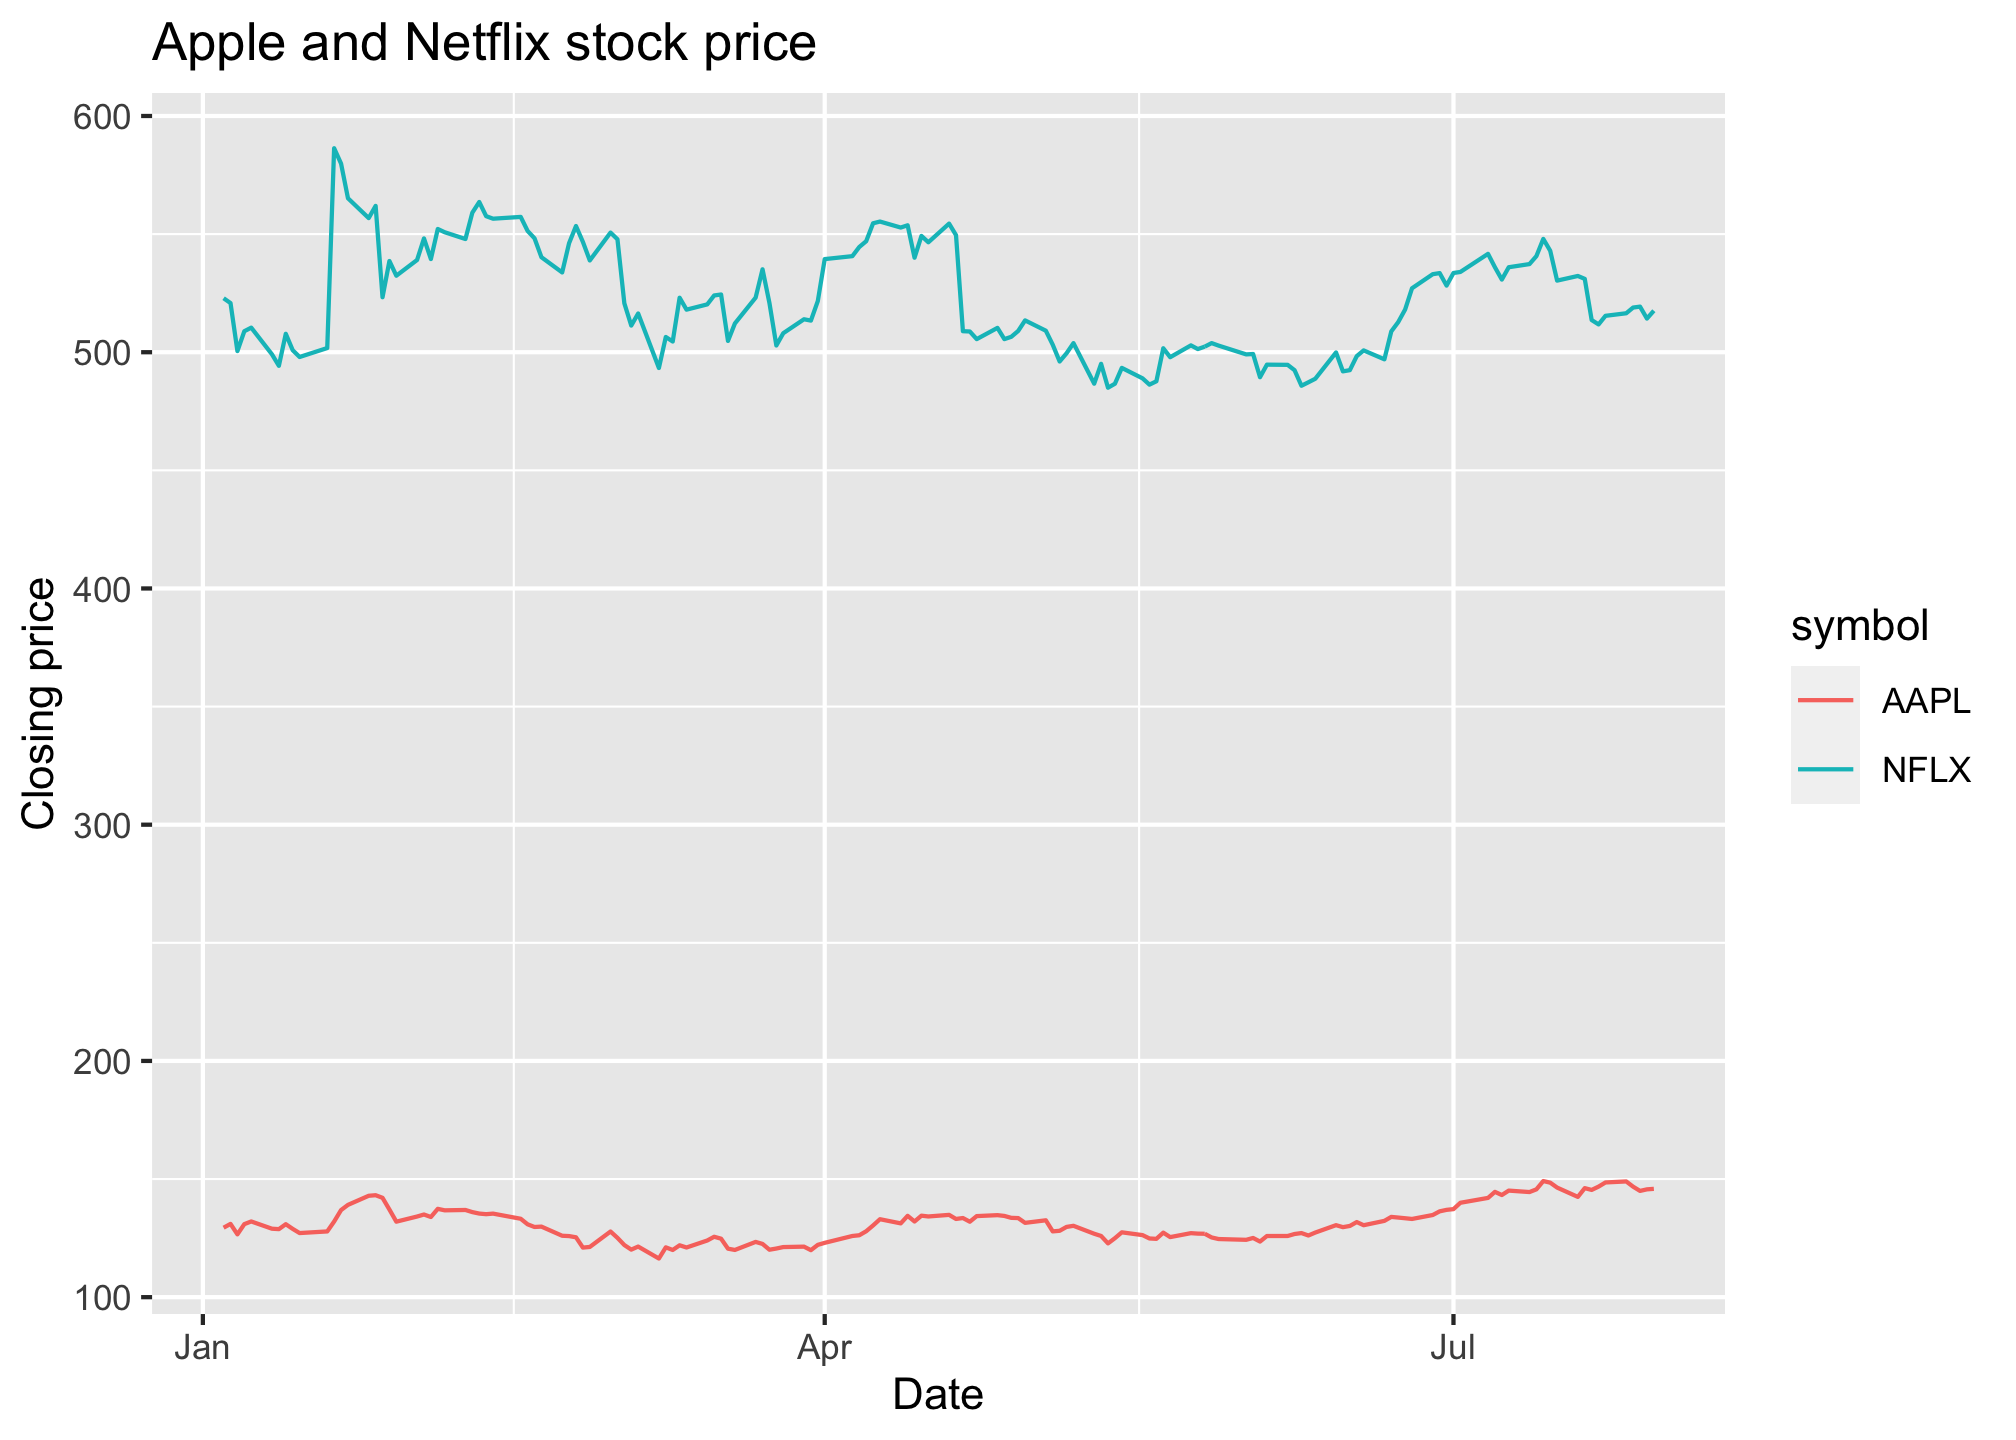 Apple and Netflix stock price
600
500
400
300
200
100
Closing price
Jan
Apr
Jul
Date
symbol
AAPL
NFLX